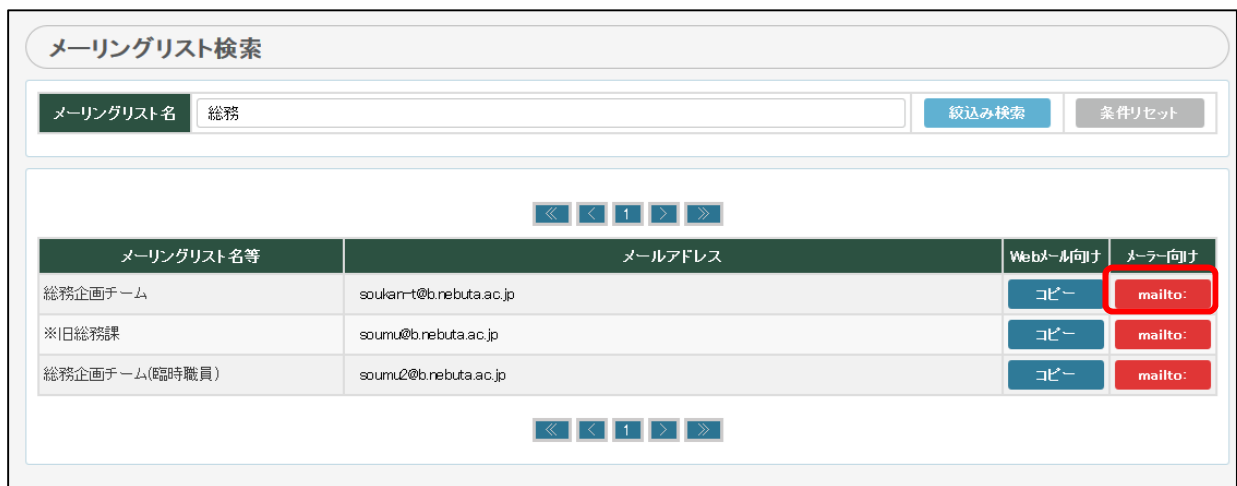 メーリングリスト検索
メーリングリスト名 総務 絞込み検索 条件リセット
≪ < 1 > ≫
メーリングリスト名等 メールアドレス Webメール向け メーラー向け
総務企画チーム soukan-t@b.nebuta.ac.jp コピー mailto:
※旧総務課 soumu@b.nebuta.ac.jp コピー mailto:
総務企画チーム(臨時職員) soumu2@b.nebuta.ac.jp コピー mailto:
≪ < 1 > ≫